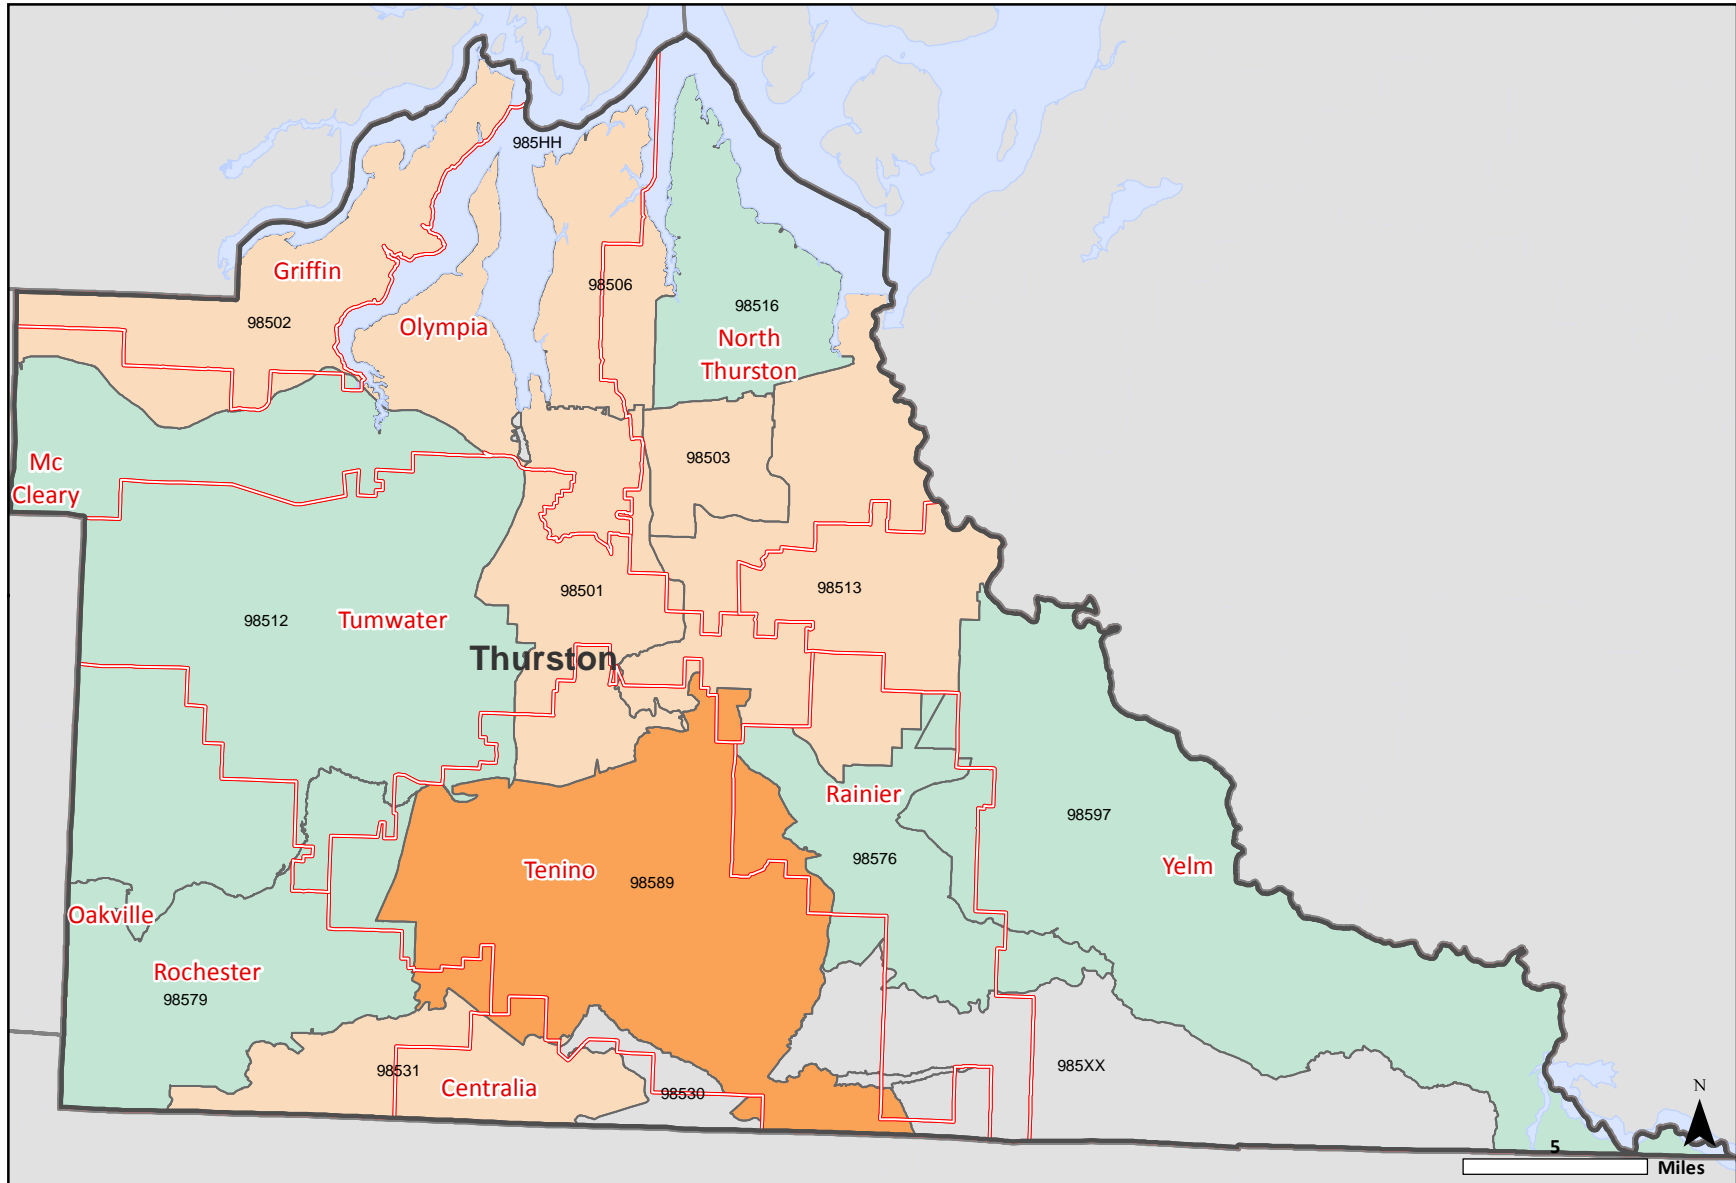 985HH
Griffin
98506
98502
98516
Olympia
North
Thurston
Mc
Cleary
98503
98501
98513
98512
Tumwater
Thurston
Rainier
98597
98576
Yelm
Tenino
98589
Oakville
Rochester
98579
98531
Centralia
98530
985XX
N
5
Miles